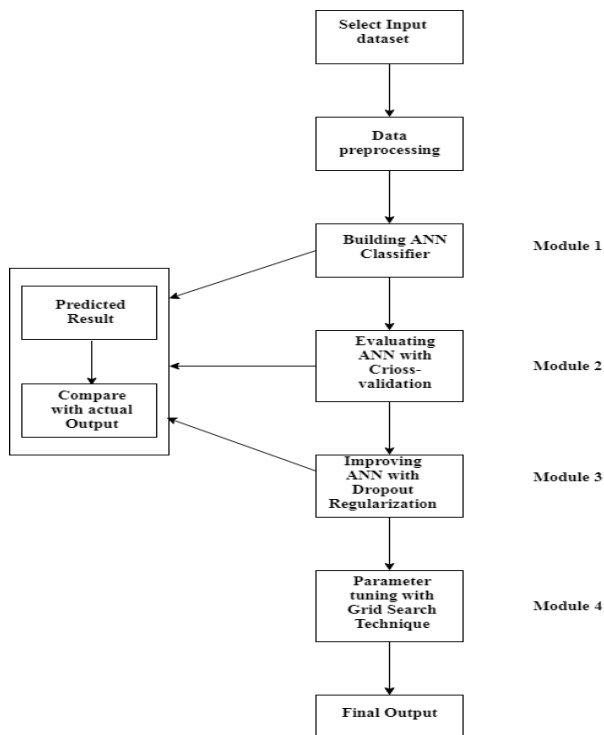 Select Input
dataset
Data
preprocessing
Building ANN
Classifier
Module 1
Predicted
Result
Evaluating
ANN with
Crioss-
validation
Module 2
Compare
with actual
Output
Improving
ANN with
Dropout
Regularization
Module 3
Parameter
tuning with
Grid Search
Technique
Module 4
Final Output